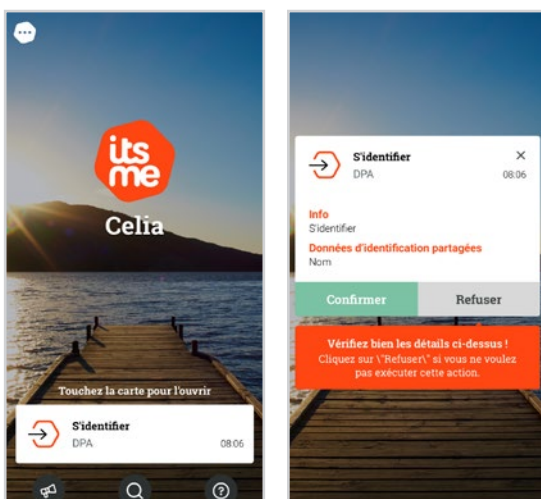 its
me
Celia
Touchez la carte pour l'ouvrir
S'identifier
DPA
08:06
S'identifier
DPA
08:06
Info
S'identifier
Données d'identification partagées
Nom
Confirmer
Refuser
Vérifiez bien les détails ci-dessus !
Cliquez sur \"Refuser\" si vous ne voulez
pas exécuter cette action.